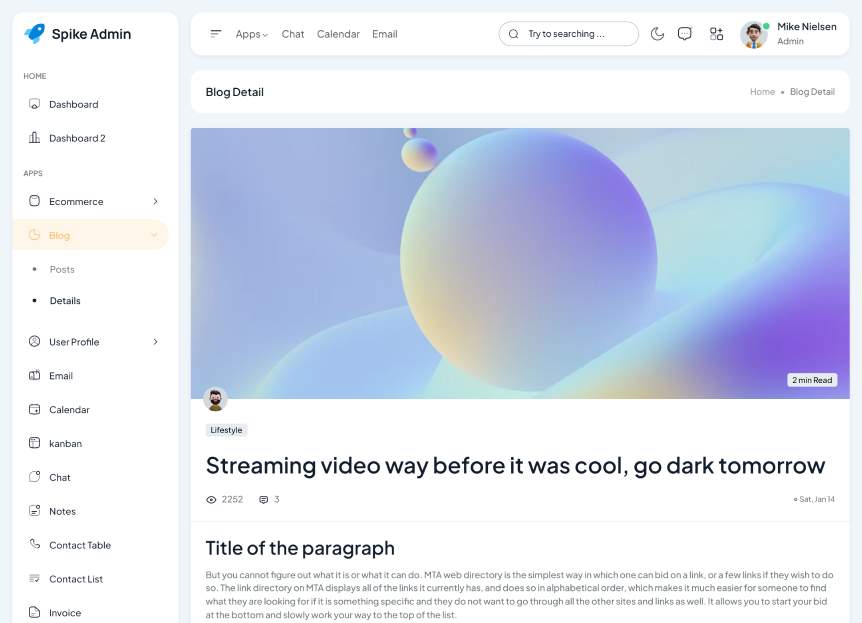 Spike Admin
HOME
Dashboard
Dashboard 2
APPS
Ecommerce
Blog
Posts
Details
User Profile
Email
Calendar
kanban
Chat
Notes
Contact Table
Contact List
Invoice
Apps Chat Calendar Email
Try to searching ...
Mike Nielsen
Admin
Blog Detail
Home • Blog Detail
2 min Read
Lifestyle
Streaming video way before it was cool, go dark tomorrow
2252 3
Sat, Jan 14
Title of the paragraph
But you cannot figure out what it is or what it can do. MTA web directory is the simplest way in which one can bid on a link, or a few links if they wish to do
so. The link directory on MTA displays all of the links it currently has, and does so in alphabetical order, which makes it much easier for someone to find
what they are looking for if it is something specific and they do not want to go through all the other sites and links as well. It allows you to start your bid
at the bottom and slowly work your way to the top of the list.